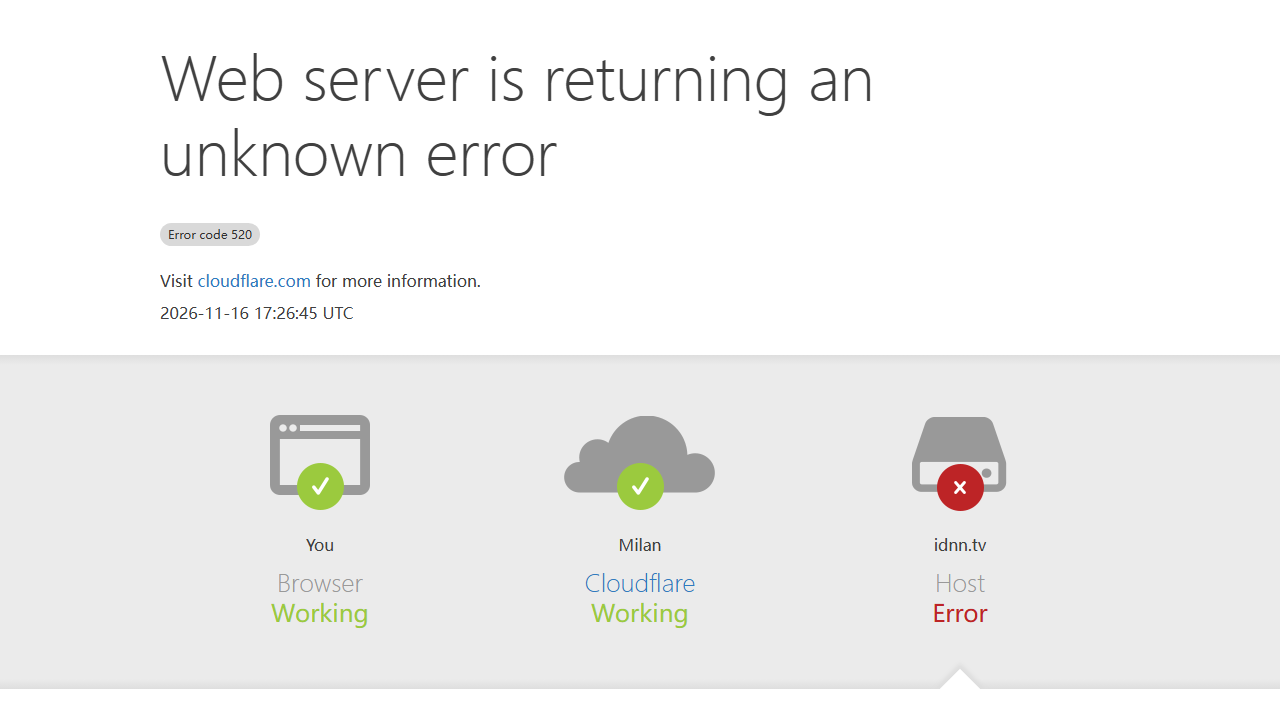 Web server is returning an
unknown error
Error code 520
Visit cloudflare.com for more information.
2026-11-16 17:26:45 UTC
You
Browser
Working
Milan
Cloudflare
Working
idnn.tv
Host
Error